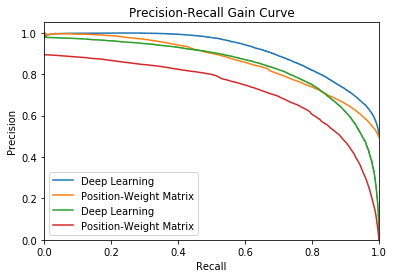 Precision-Recall Gain Curve
1.0
0.8
0.6
0.4
0.2
0.0
Precision
Deep Learning
Position-Weight Matrix
Deep Learning
Position-Weight Matrix
0.0 0.2 0.4 0.6 0.8 1.0
Recall